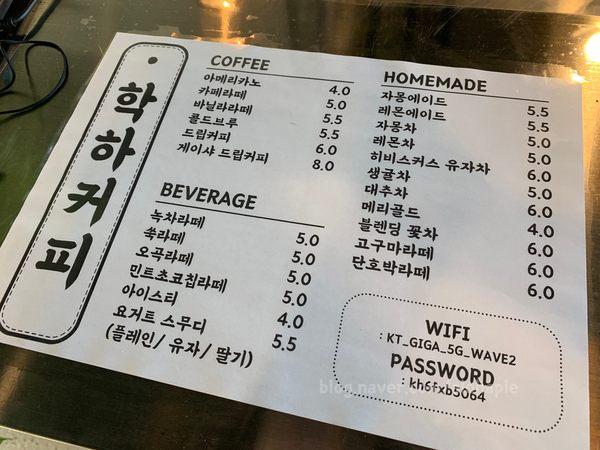 학하커피
COFFEE
아메리카노 4.0
카페라떼 5.0
바닐라라떼 5.5
콜드브루 5.5
드립커피 6.0
게이샤 드립커피 8.0
BEVERAGE
녹차라떼 5.0
쑥라떼 5.0
오곡라떼 5.0
민트초코칩라떼 5.0
아이스티 4.0
요거트 스무디 5.5
(플레인/ 유자/ 딸기)
HOMEMADE
자몽에이드 5.5
레몬에이드 5.5
자몽차 5.0
레몬차 5.0
히비스커스 유자차 6.0
생귤차 5.0
대추차 6.0
메리골드 4.0
블렌딩 꽃차 6.0
고구마라떼 6.0
단호박라떼 6.0
WIFI
: KT_GIGA_5G_WAVE2
PASSWORD
: kh6fxb5064